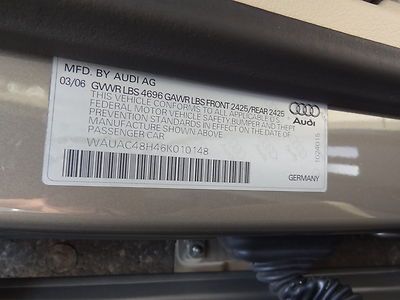 MFD. BY AUDI AG
03/06 GVWR LBS 4696 GAWR LBS FRONT 2425/REAR 2425
THIS VEHICLE CONFORMS TO ALL APPLICABLE U.S.
FEDERAL MOTOR VEHICLE SAFETY BUMPER AND THEFT
PREVENTION STANDARDS IN EFFECT ON THE DATE OF
MANUFACTURE SHOWN ABOVE.
PASSENGER CAR
WAUAC48H46K010148
Audi
GERMANY